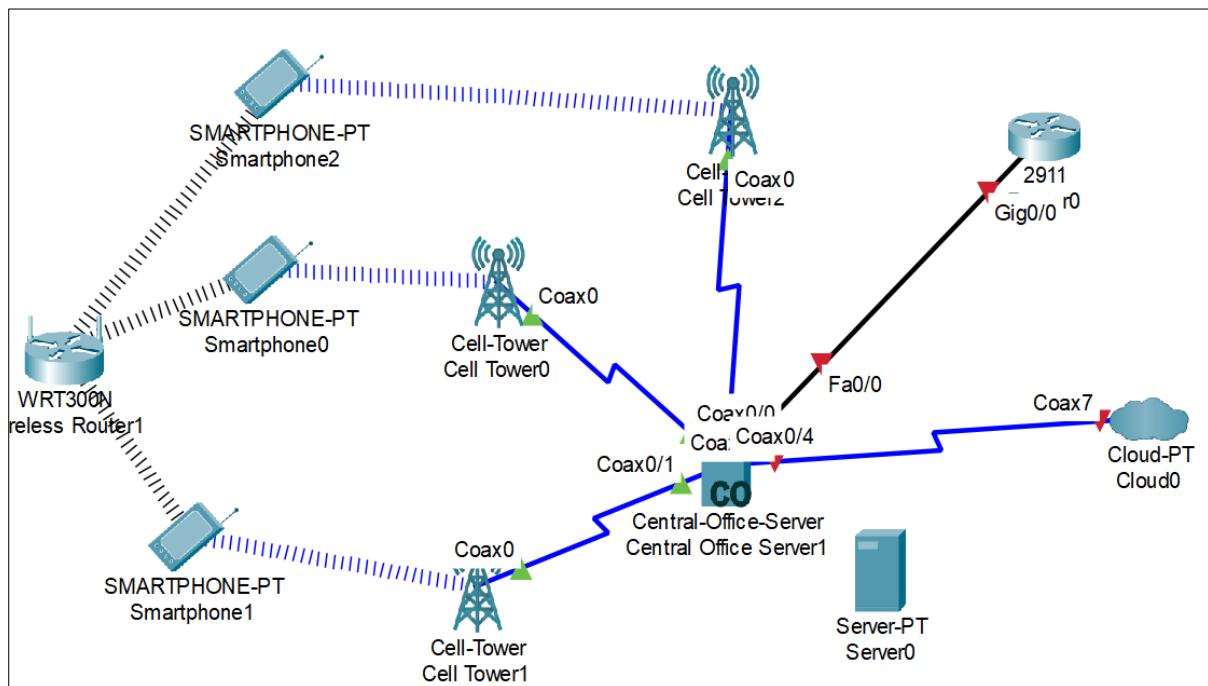 SMARTPHONE-PT
Smartphone2
Coax0
Cell Tower2
2911
Gig0/0
SMARTPHONE-PT
Smartphone0
Coax0
Cell-Tower
Cell Tower0
WRT300N
reless Router1
Fa0/0
Coax0/0
Coax0/4
Coax7
Cloud-PT
Cloud0
Coax0/1
CO
Central-Office-Server
Central Office Server1
SMARTPHONE-PT
Smartphone1
Coax0
Cell-Tower
Cell Tower1
Server-PT
Server0